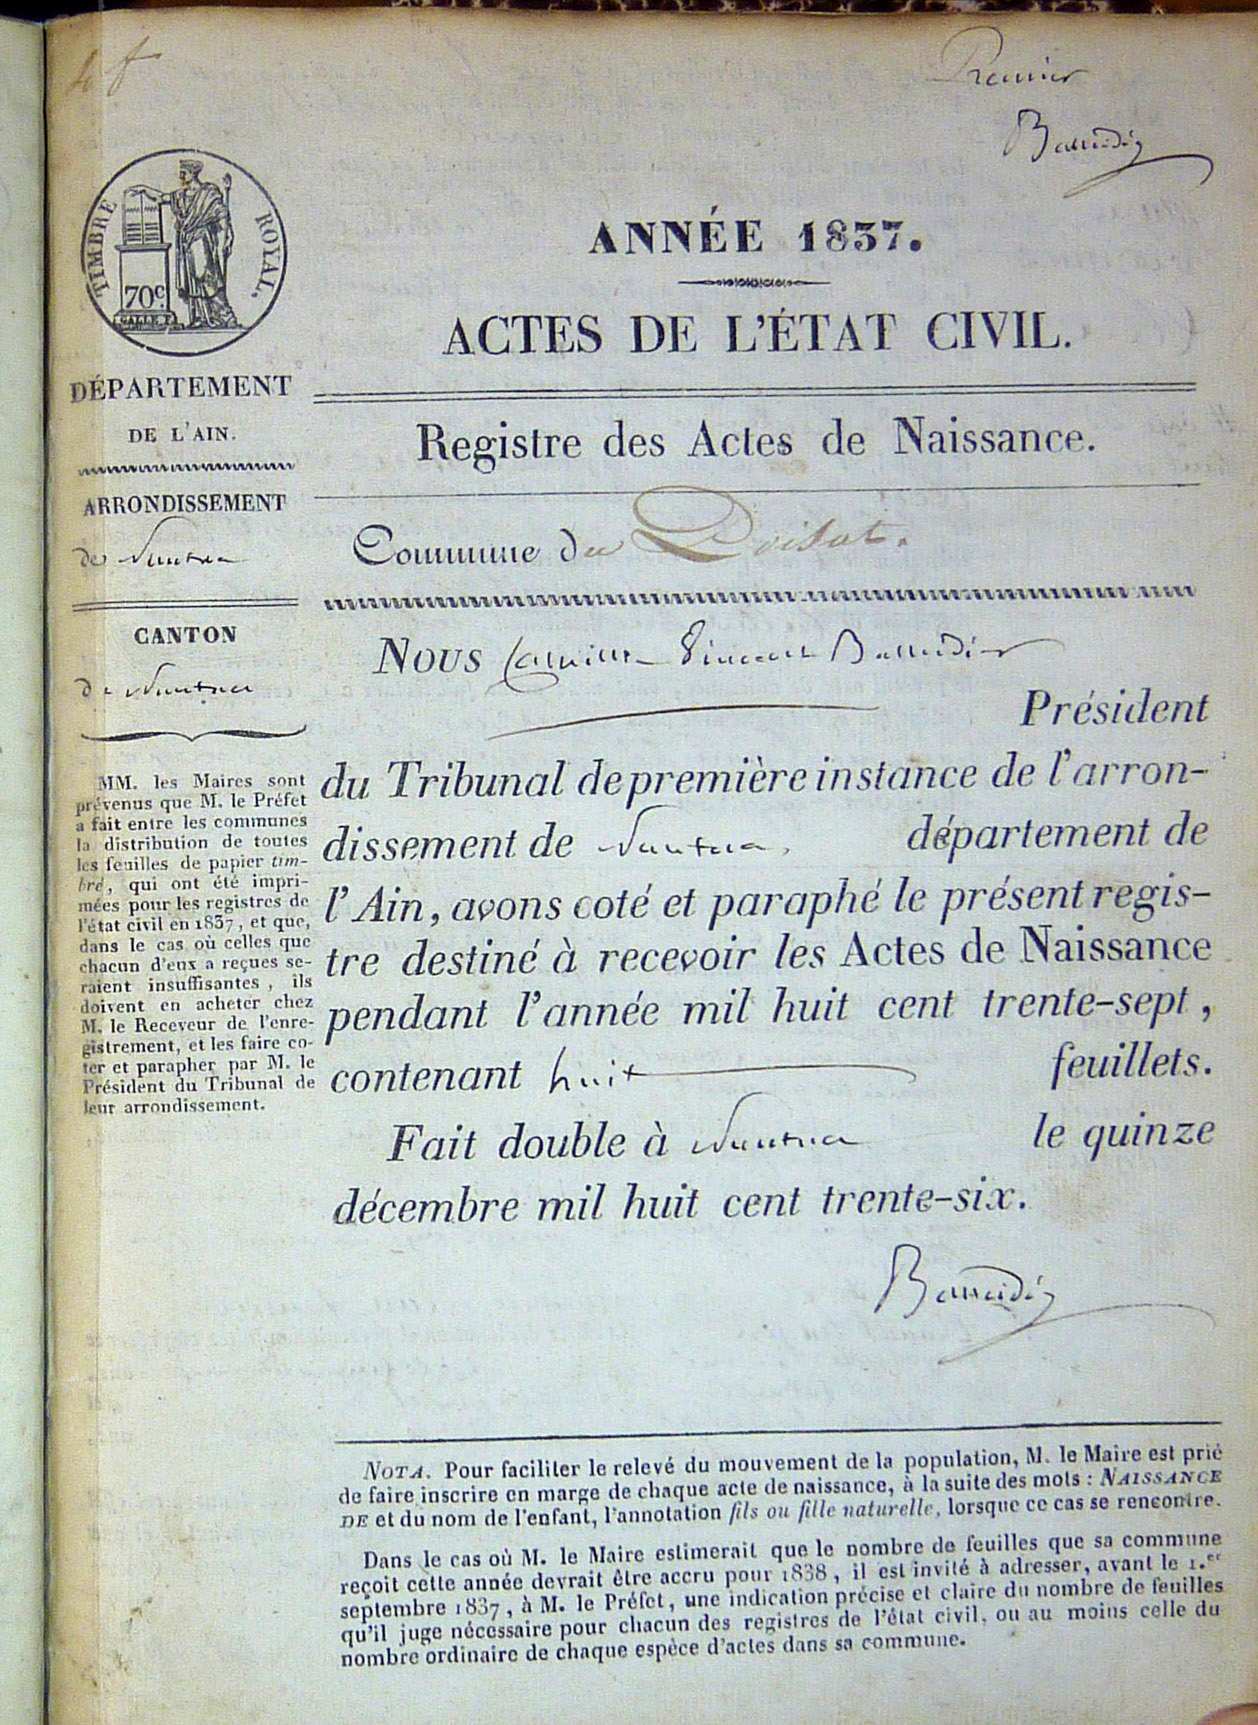 4 f
Premier
TIMBRE ROYAL.
70c
ANNÉE 1837.
ACTES DE L'ÉTAT CIVIL.
Registre des Actes de Naissance.
DÉPARTEMENT
DE L'AIN.
ARRONDISSEMENT
de Nantua
CANTON
de Nantua
MM. les Maires sont
prévenus que M. le Préfet
a fait entre les communes
la distribution de toutes
les feuilles de papier tim-
bré, qui ont été impri-
mées pour les registres de
l'état civil en 1837, et que,
dans le cas où celles que
chacun d'eux a reçues se-
raient insuffisantes, ils
doivent en acheter chez
M. le Receveur de l'enre-
gistrement, et les faire co-
ter et parapher par M. le
Président du Tribunal de
leur arrondissement.
Commune du Poisat.
Nous Camille Vincent
Président
du Tribunal de première instance de l'arron-
dissement de Nantua, département de
l'Ain, avons coté et paraphé le présent regis-
tre destiné à recevoir les Actes de Naissance
pendant l'année mil huit cent trente-sept,
contenant huit feuillets.
Fait double à Nantua le quinze
décembre mil huit cent trente-six.
NOTA. Pour faciliter le relevé du mouvement de la population, M. le Maire est prié
de faire inscrire en marge de chaque acte de naissance, à la suite des mots : NAISSANCE
DE et du nom de l'enfant, l'annotation fils ou fille naturelle, lorsque ce cas se rencontre.
Dans le cas où M. le Maire estimerait que le nombre de feuilles que sa commune
reçoit cette année devrait être accru pour 1838, il est invité à adresser, avant le 1.er
septembre 1837, à M. le Préfet, une indication précise et claire du nombre de feuilles
qu'il juge nécessaire pour chacun des registres de l'état civil, ou au moins celle du
nombre ordinaire de chaque espèce d'actes dans sa commune.